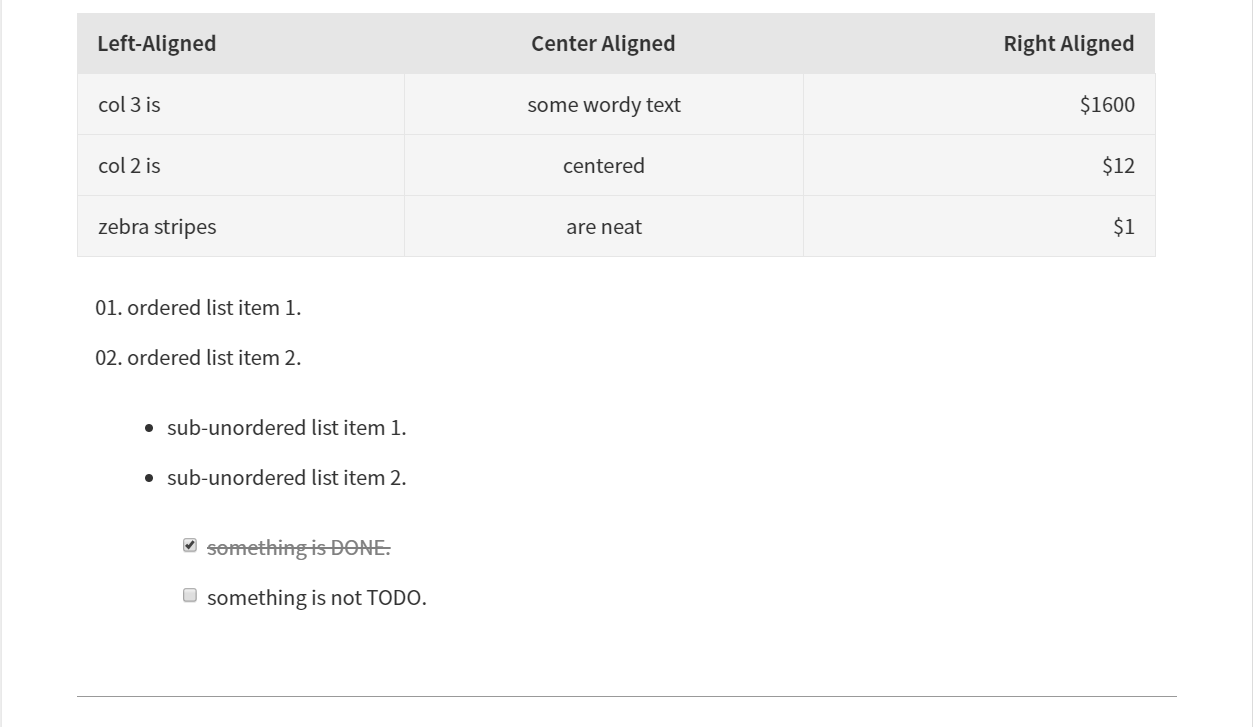 Left-Aligned Center Aligned Right Aligned
col 3 is some wordy text $1600
col 2 is centered $12
zebra stripes are neat $1
01. ordered list item 1.
02. ordered list item 2.
sub-unordered list item 1.
sub-unordered list item 2.
something is DONE.
something is not TODO.